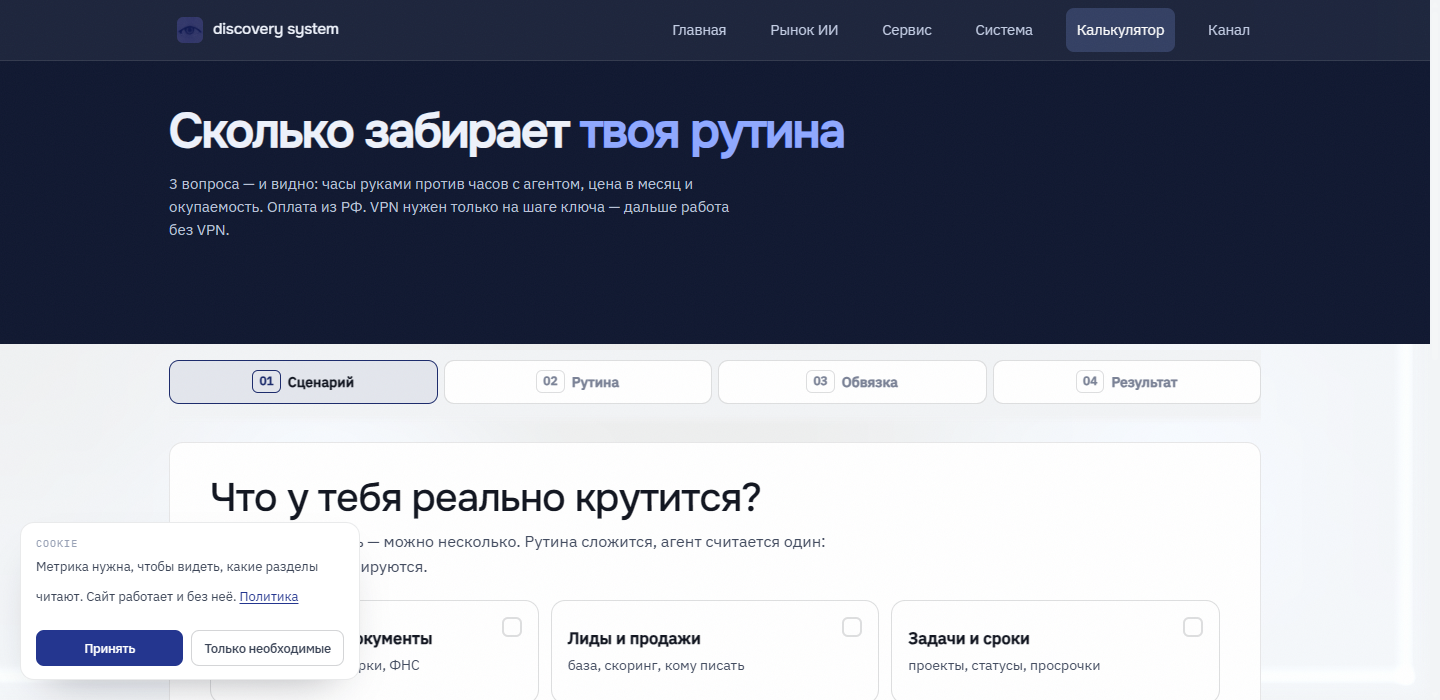 discovery system
Главная
Рынок ИИ
Сервис
Система
Калькулятор
Канал
Сколько забирает твоя рутина
3 вопроса — и видно: часы руками против часов с агентом, цена в месяц и
окупаемость. Оплата из РФ. VPN нужен только на шаге ключа — дальше работа
без VPN.
01 Сценарий
02 Рутина
03 Обвязка
04 Результат
Что у тебя реально крутится?
— можно несколько. Рутина сложится, агент считается один:
COOKIE
Метрика нужна, чтобы видеть, какие разделы
читают. Сайт работает и без неё. Политика
Принять
Только необходимые
Лиды и продажи
база, скоринг, кому писать
Задачи и сроки
проекты, статусы, просрочки
ФНС